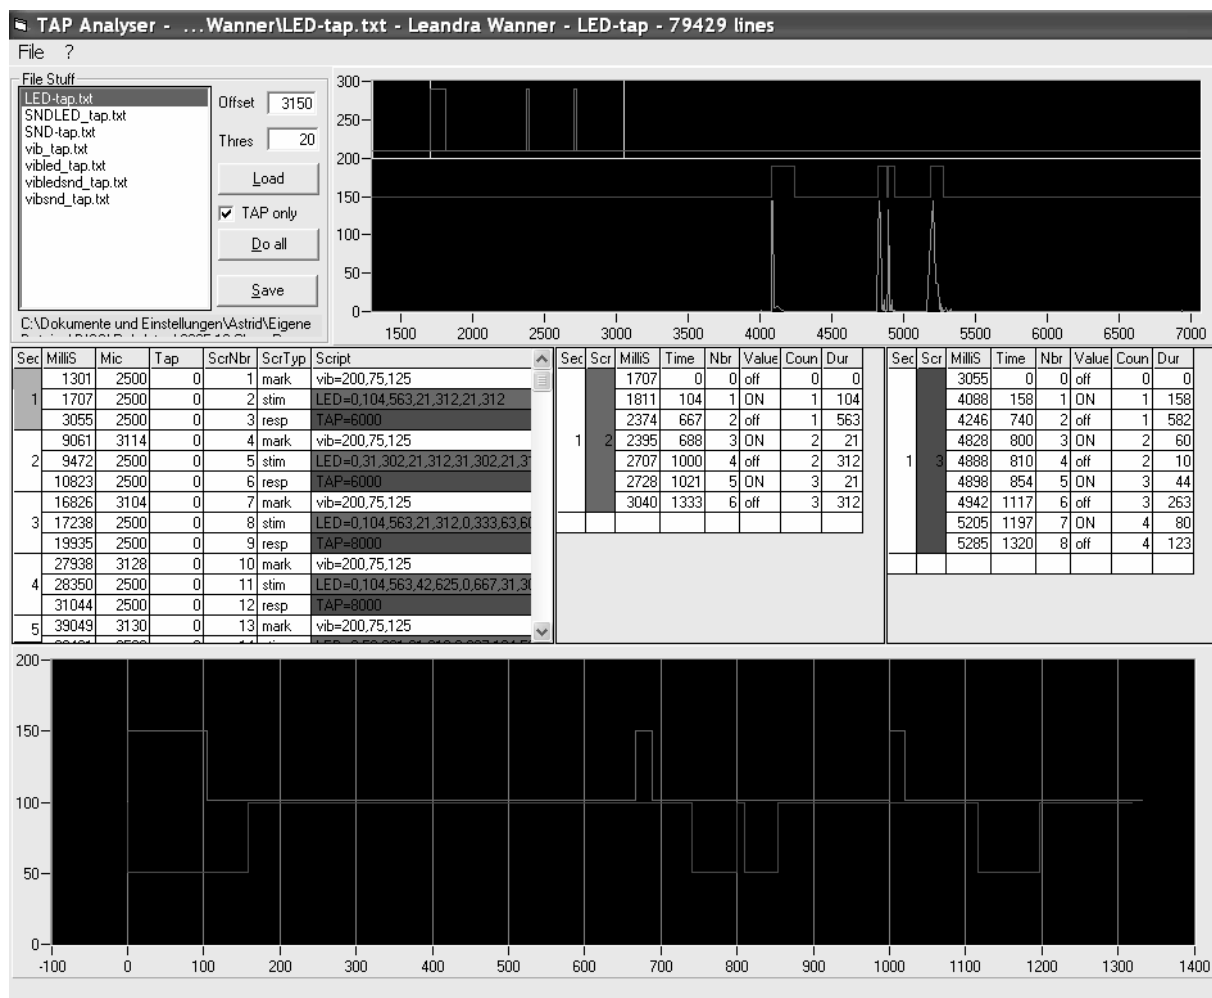 TAP Analyser - ...Wanner\LED-tap.txt - Leandra Wanner - LED-tap - 79429 lines
File ?
File Stuff
LED-tap.txt
SNDLED_tap.txt
SND-tap.txt
vib_tap.txt
vibled_tap.txt
vibledsnd_tap.txt
vibsnd_tap.txt
Offset 3150
Thres 20
Load
TAP only
Do all
Save
C:\Dokumente und Einstellungen\Astrid\Eigene
300
250
200
150
100
50
0
1500 2000 2500 3000 3500 4000 4500 5000 5500 6000 6500 7000
Sec MilliS Mic Tap ScrNbr ScrTyp Script
1301 2500 0 1 mark vib=200,75,125
1 1707 2500 0 2 stim LED=0,104,563,21,312,21,312
3055 2500 0 3 resp TAP=6000
9061 3114 0 4 mark vib=200,75,125
2 9472 2500 0 5 stim LED=0,31,302,21,312,31,302,21,3
10823 2500 0 6 resp TAP=6000
16826 3104 0 7 mark vib=200,75,125
3 17238 2500 0 8 stim LED=0,104,563,21,312,0,333,63,60
19935 2500 0 9 resp TAP=8000
27938 3128 0 10 mark vib=200,75,125
4 28350 2500 0 11 stim LED=0,104,563,42,625,0,667,31,30
31044 2500 0 12 resp TAP=8000
5 39049 3130 0 13 mark vib=200,75,125
Sec Scr MilliS Time Nbr Value Coun Dur
1707 0 0 off 0 0
1811 104 1 ON 1 104
2374 667 2 off 1 563
1 2 2395 688 3 ON 2 21
2707 1000 4 off 2 312
2728 1021 5 ON 3 21
3040 1333 6 off 3 312
Sec Scr MilliS Time Nbr Value Coun Dur
3055 0 0 off 0 0
4088 158 1 ON 1 158
4246 740 2 off 1 582
4828 800 3 ON 2 60
1 3 4888 810 4 off 2 10
4898 854 5 ON 3 44
4942 1117 6 off 3 263
5205 1197 7 ON 4 80
5285 1320 8 off 4 123
200
150
100
50
0
-100 0 100 200 300 400 500 600 700 800 900 1000 1100 1200 1300 1400